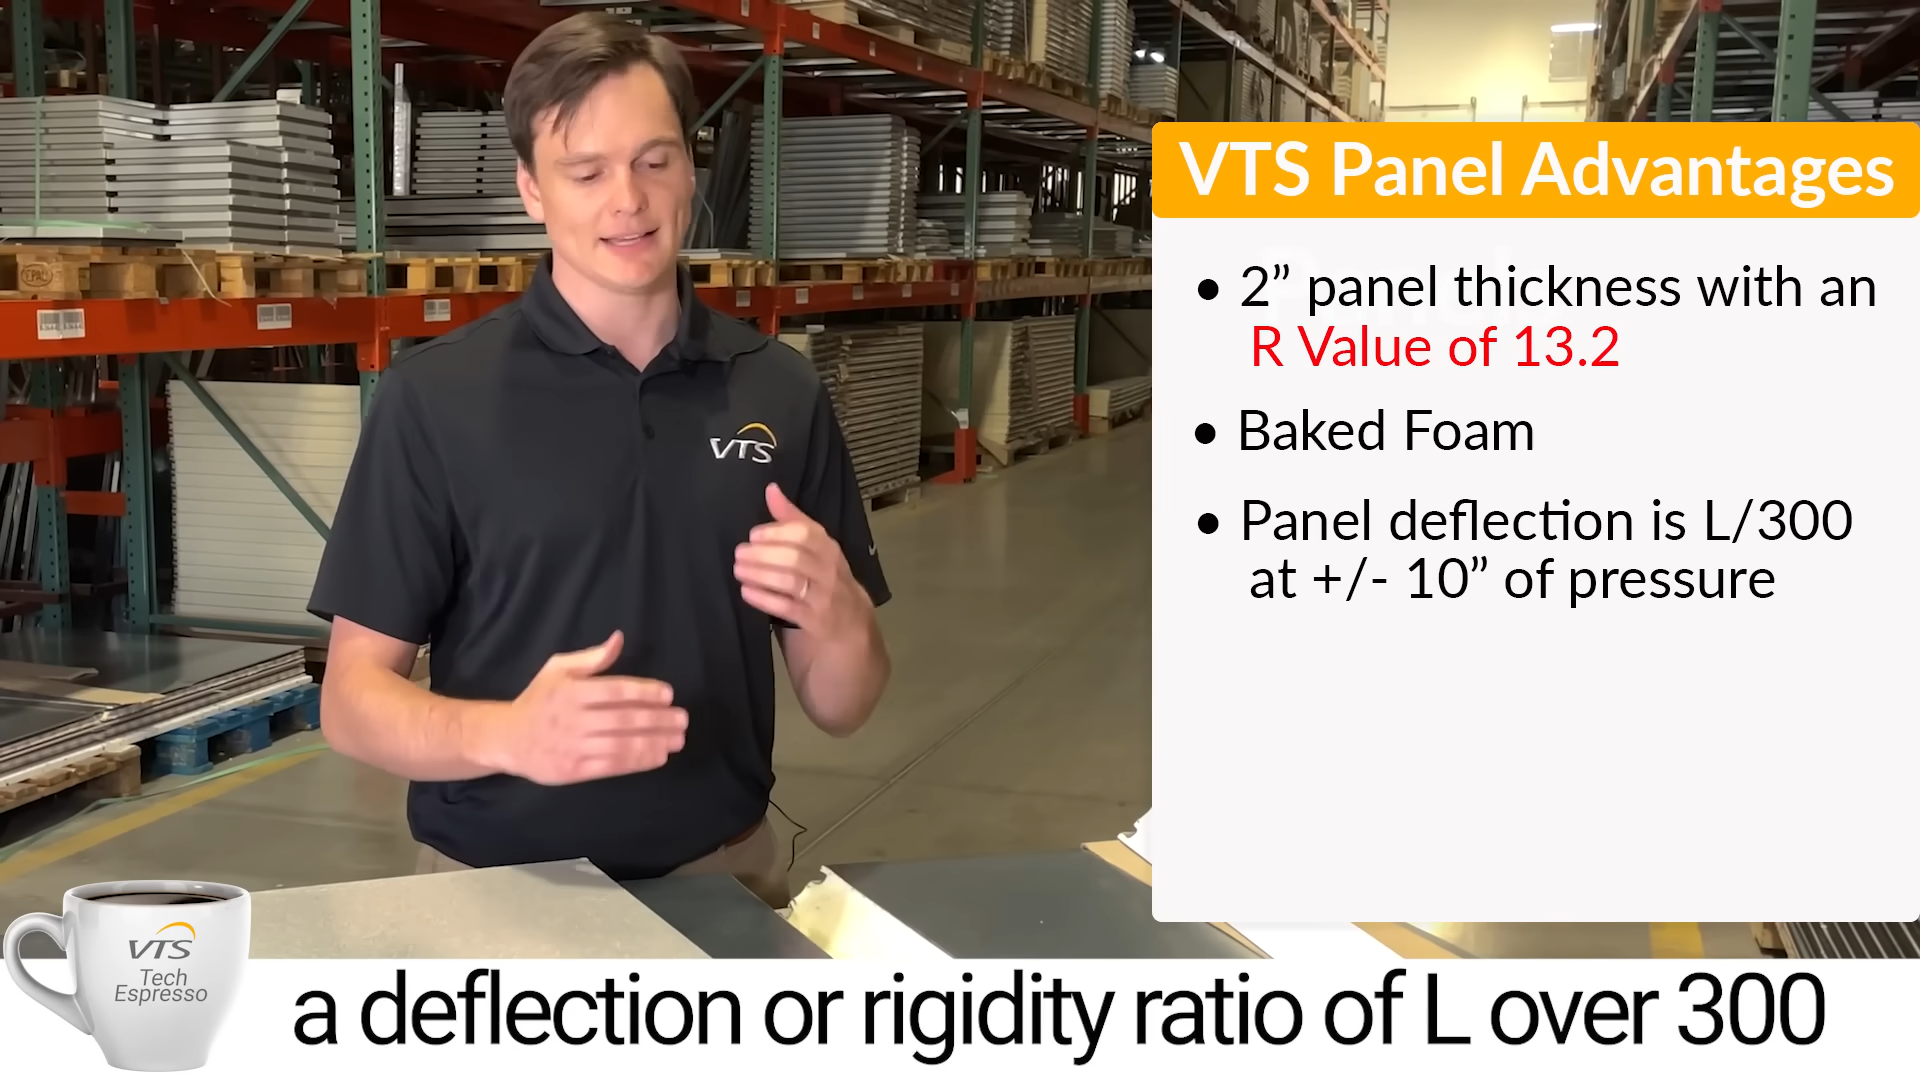 VTS Panel Advantages
• 2” panel thickness with an
R Value of 13.2
• Baked Foam
• Panel deflection is L/300
at +/- 10” of pressure
VTS
EPAL
VTS
Tech
Espresso
a deflection or rigidity ratio of L over 300